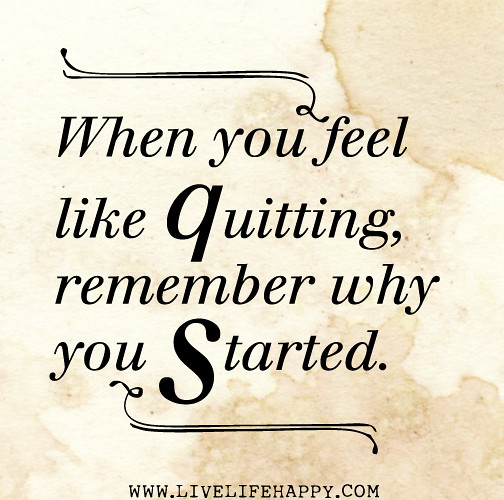 When you feel
like quitting,
remember why
you Started.
WWW.LIVELIFEHAPPY.COM